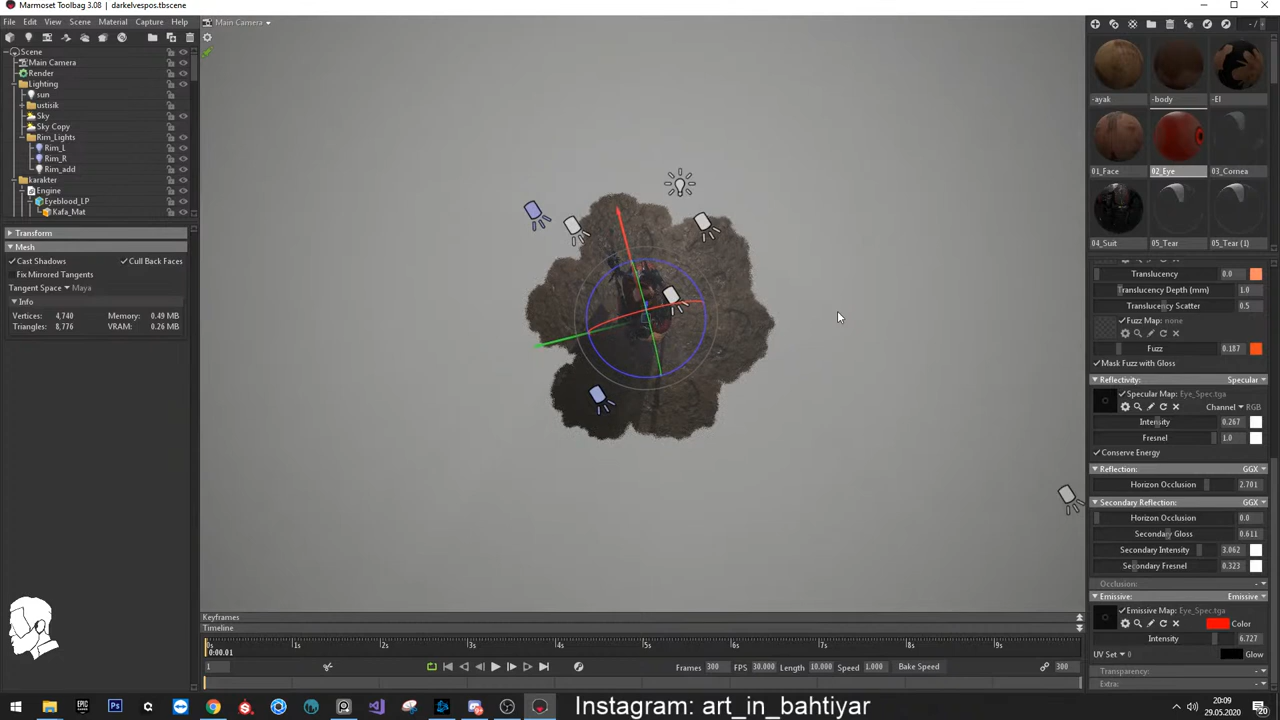 Marmoset Toolbag 3.08 - darkelvespos.tbscene
File Edit View Scene Material Capture Help
Main Camera
Scene
Main Camera
Render
Lighting
sun
ustisik
Sky
Sky Copy
Rim_Lights
Rim_L
Rim_R
Rim_add
karakter
Engine
Eyeblood_LP
Kafa_Mat
Transform
Mesh
Cast Shadows Cull Back Faces
Fix Mirrored Tangents
Tangent Space Maya
Info
Vertices: 4,740 Memory: 0.49 MB
Triangles: 8,776 VRAM: 0.26 MB
-ayak -body -El
01_Face 02_Eye 03_Cornea
04_Suit 05_Tear 05_Tear (1)
Translucency 0.0
Translucency Depth (mm) 1.0
Translucency Scatter 0.5
Fuzz Map: none
Fuzz 0.187
Mask Fuzz with Gloss
Reflectivity: Specular
Specular Map: Eye_Spec.tga
Channel RGB
Intensity 0.267
Fresnel 1.0
Conserve Energy
Reflection: GGX
Horizon Occlusion 2.701
Secondary Reflection: GGX
Horizon Occlusion 0.0
Secondary Gloss 0.611
Secondary Intensity 3.062
Secondary Fresnel 0.323
Occlusion: -
Emissive: Emissive
Emissive Map: Eye_Spec.tga
Color
Intensity 6.727
UV Set 0 Glow
Transparency: -
Extra: -
Keyframes
Timeline
0s 1s 2s 3s 4s 5s 6s 7s 8s 9s
0:00.01
1 Frames 300 FPS 30.000 Length 10.000 Speed 1.000 Bake Speed 300
Instagram: art_in_bahtiyar
20:09
29.05.2020
20